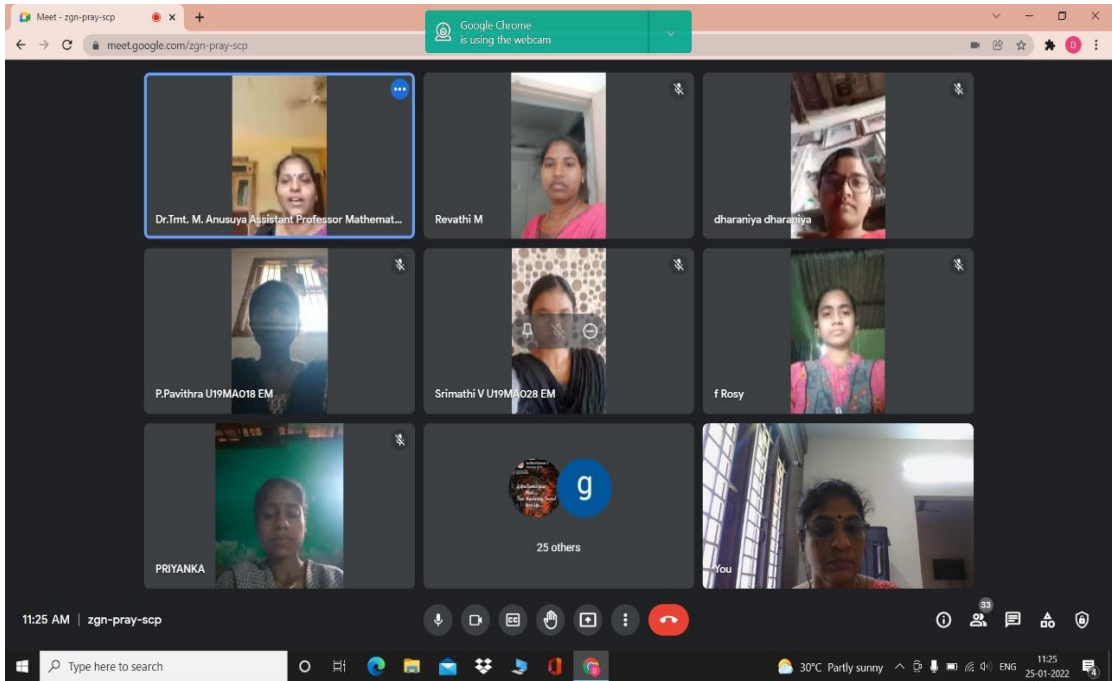 Meet - zgn-pray-scp
Google Chrome
is using the webcam
meet.google.com/zgn-pray-scp
D
Dr.Tmt. M. Anusuya Assistant Professor Mathemat...
Revathi M
dharaniya dharaniya
P.Pavithra U19MA018 EM
Srimathi V U19MA028 EM
f Rosy
PRIYANKA
g
25 others
You
11:25 AM | zgn-pray-scp
CC
33
Type here to search
30°C Partly sunny
ENG
11:25
25-01-2022
4